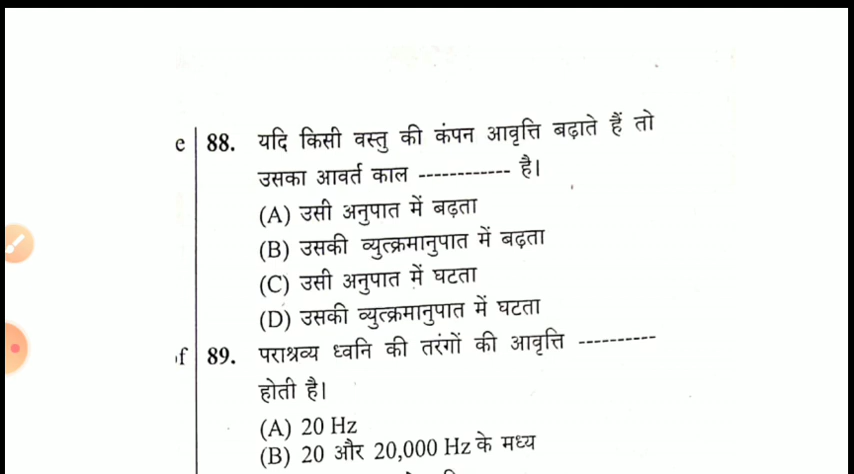 e 88. यदि किसी वस्तु की कंपन आवृत्ति बढ़ाते हैं तो
उसका आवर्त काल ------------ है।
(A) उसी अनुपात में बढ़ता
(B) उसकी व्युत्क्रमानुपात में बढ़ता
(C) उसी अनुपात में घटता
(D) उसकी व्युत्क्रमानुपात में घटता
f 89. पराश्रव्य ध्वनि की तरंगों की आवृत्ति ----------
होती है।
(A) 20 Hz
(B) 20 और 20,000 Hz के मध्य